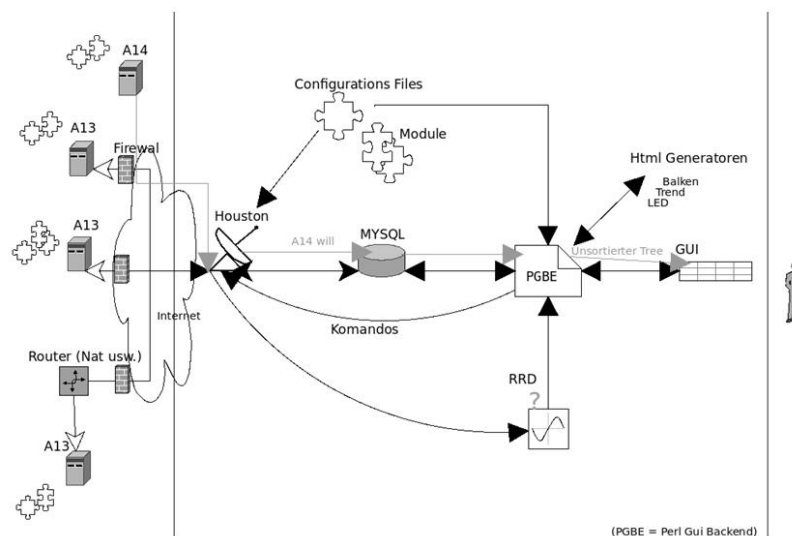 A14
Configurations Files
A13
Firewal
Module
Html Generatoren
Balken
Trend
LED
Houston
A13
A14 will
MYSQL
Unsortierter Tree
GUI
PGBE
Internet
Komandos
Router (Nat usw.)
RRD
?
A13
(PGBE = Perl Gui Backend)